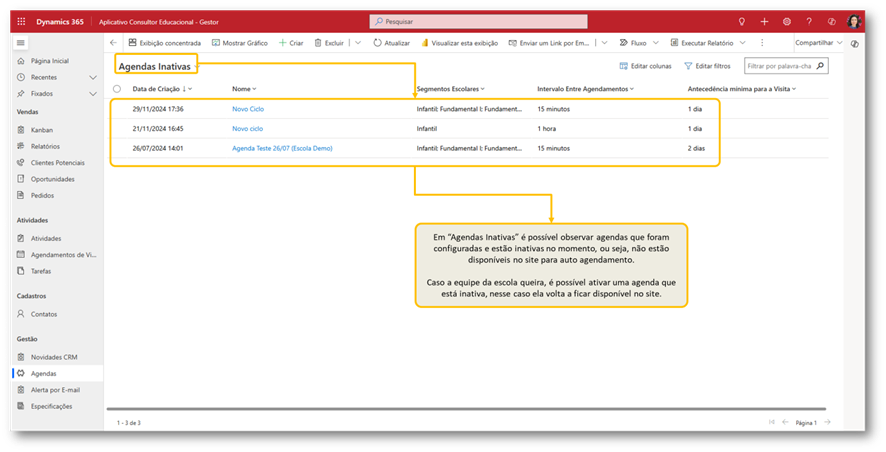 Dynamics 365
Aplicativo Consultor Educacional - Gestor
Pesquisar
Exibição concentrada
Mostrar Gráfico
Criar
Excluir
Atualizar
Visualizar esta exibição
Enviar um Link por Em...
Fluxo
Executar Relatório
Compartilhar
Página Inicial
Recentes
Fixados
Vendas
Kanban
Relatórios
Clientes Potenciais
Oportunidades
Pedidos
Atividades
Atividades
Agendamentos de Vi...
Tarefas
Cadastros
Contatos
Gestão
Novidades CRM
Agendas
Alerta por E-mail
Especificações
Agendas Inativas
Editar colunas
Editar filtros
Filtrar por palavra-cha
Data de Criação ↓ Nome Segmentos Escolares Intervalo Entre Agendamentos Antecedência mínima para a Visita
29/11/2024 17:36 Novo Ciclo Infantil; Fundamental I; Fundament... 15 minutos 1 dia
21/11/2024 16:45 Novo ciclo Infantil 1 hora 1 dia
26/07/2024 14:01 Agenda Teste 26/07 (Escola Demo) Infantil; Fundamental I; Fundament... 15 minutos 2 dias
Em “Agendas Inativas” é possível observar agendas que foram
configuradas e estão inativas no momento, ou seja, não estão
disponíveis no site para auto agendamento.
Caso a equipe da escola queira, é possível ativar uma agenda que
está inativa, nesse caso ela volta a ficar disponível no site.
1 - 3 de 3
Página 1